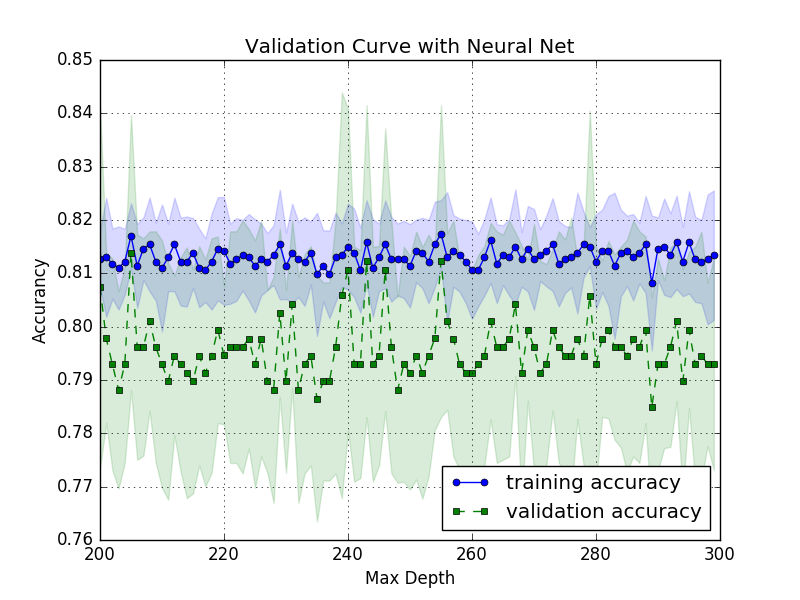 Validation Curve with Neural Net
0.85
0.84
0.83
0.82
0.81
0.80
0.79
0.78
0.77
0.76
Accurancy
training accuracy
validation accuracy
200 220 240 260 280 300
Max Depth